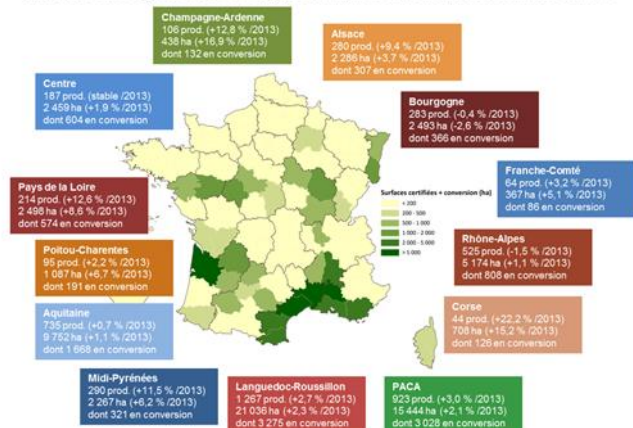 Champagne-Ardenne
106 prod. (+12,8 % /2013)
438 ha (+16,9 % /2013)
dont 132 en conversion
Alsace
280 prod. (+9,4 % /2013)
2 286 ha (+3,7 % /2013)
dont 307 en conversion
Centre
187 prod. (stable /2013)
2 459 ha (+1,9 % /2013)
dont 604 en conversion
Bourgogne
283 prod. (-0,4 % /2013)
2 493 ha (-2,6 % /2013)
dont 366 en conversion
Franche-Comté
64 prod. (+3,2 % /2013)
367 ha (+5,1 % /2013)
dont 86 en conversion
Pays de la Loire
214 prod. (+12,6 % /2013)
2 498 ha (+8,6 % /2013)
dont 574 en conversion
Surfaces certifiées + conversion (ha)
< 200
200 - 500
500 - 1 000
1 000 - 2 000
2 000 - 5 000
> 5 000
Poitou-Charentes
95 prod. (+2,2 % /2013)
1 087 ha (+6,7 % /2013)
dont 191 en conversion
Rhône-Alpes
525 prod. (-1,5 % /2013)
5 174 ha (+1,1 % /2013)
dont 808 en conversion
Aquitaine
735 prod. (+0,7 % /2013)
9 752 ha (+1,1 % /2013)
dont 1 668 en conversion
Corse
44 prod. (+22,2 % /2013)
708 ha (+15,2 % /2013)
dont 126 en conversion
Midi-Pyrénées
290 prod. (+11,5 % /2013)
2 267 ha (+6,2 % /2013)
dont 321 en conversion
Languedoc-Roussillon
1 267 prod. (+2,7 % /2013)
21 036 ha (+2,3 % /2013)
dont 3 275 en conversion
PACA
923 prod. (+3,0 % /2013)
15 444 ha (+2,1 % /2013)
dont 3 028 en conversion